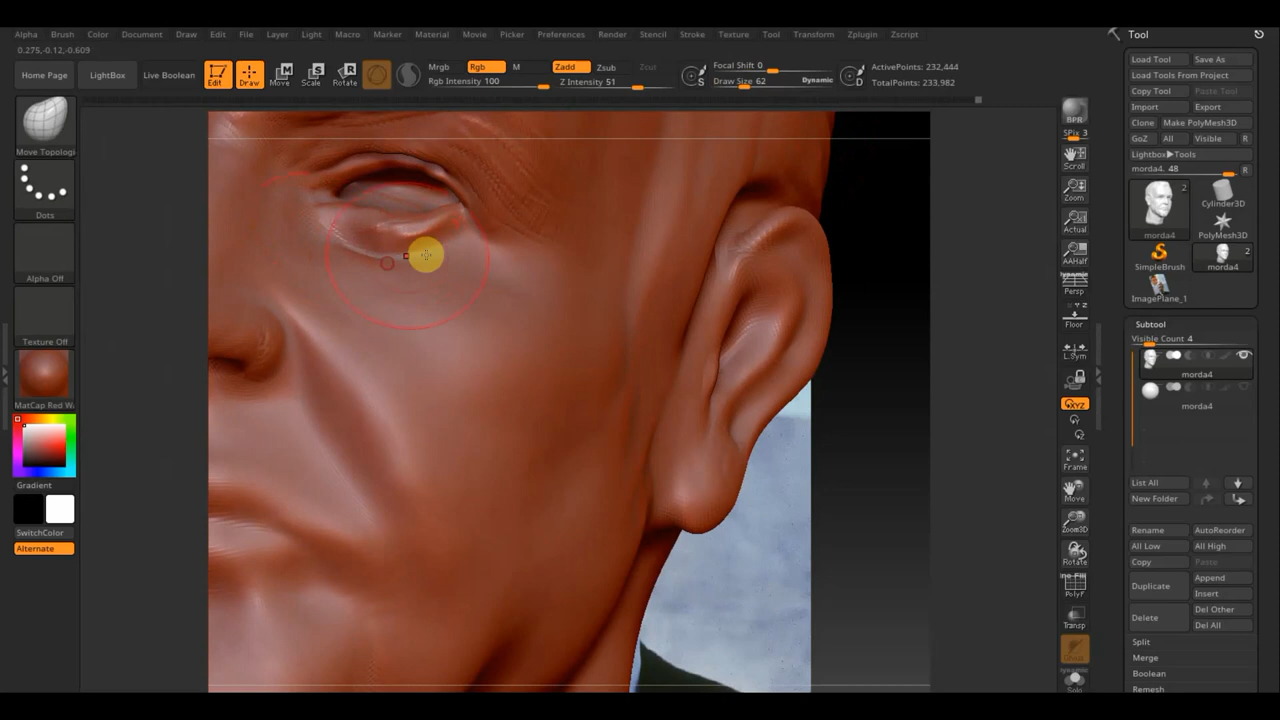 Alpha Brush Color Document Draw Edit File Layer Light Macro Marker Material Movie Picker Preferences Render Stencil Stroke Texture Tool Transform Zplugin Zscript
0.275,-0.12,-0.609
Home Page
LightBox
Live Boolean
Edit
Draw
Move
Scale
Rotate
Mrgb
Rgb
M
Rgb Intensity 100
Zadd
Zsub
Zcut
Z Intensity 51
Focal Shift 0
Draw Size 62
Dynamic
ActivePoints: 232,444
TotalPoints: 233,982
Move Topologi
Dots
Alpha Off
Texture Off
MatCap Red W
Gradient
SwitchColor
Alternate
BPR
SPix 3
Scroll
Zoom
Actual
AAHalf
Persp
Floor
L.Sym
XYZ
Frame
Move
Zoom3D
Rotate
PolyF
Transp
Ghost
Solo
Tool
Load Tool
Save As
Load Tools From Project
Copy Tool
Paste Tool
Import
Export
Clone
Make PolyMesh3D
GoZ
All
Visible
R
Lightbox▶Tools
morda4. 48
R
2
morda4
Cylinder3D
PolyMesh3D
SimpleBrush
2
morda4
ImagePlane_1
Subtool
Visible Count 4
morda4
morda4
List All
New Folder
Rename
AutoReorder
All Low
All High
Copy
Paste
Duplicate
Append
Insert
Delete
Del Other
Del All
Split
Merge
Boolean
Remesh